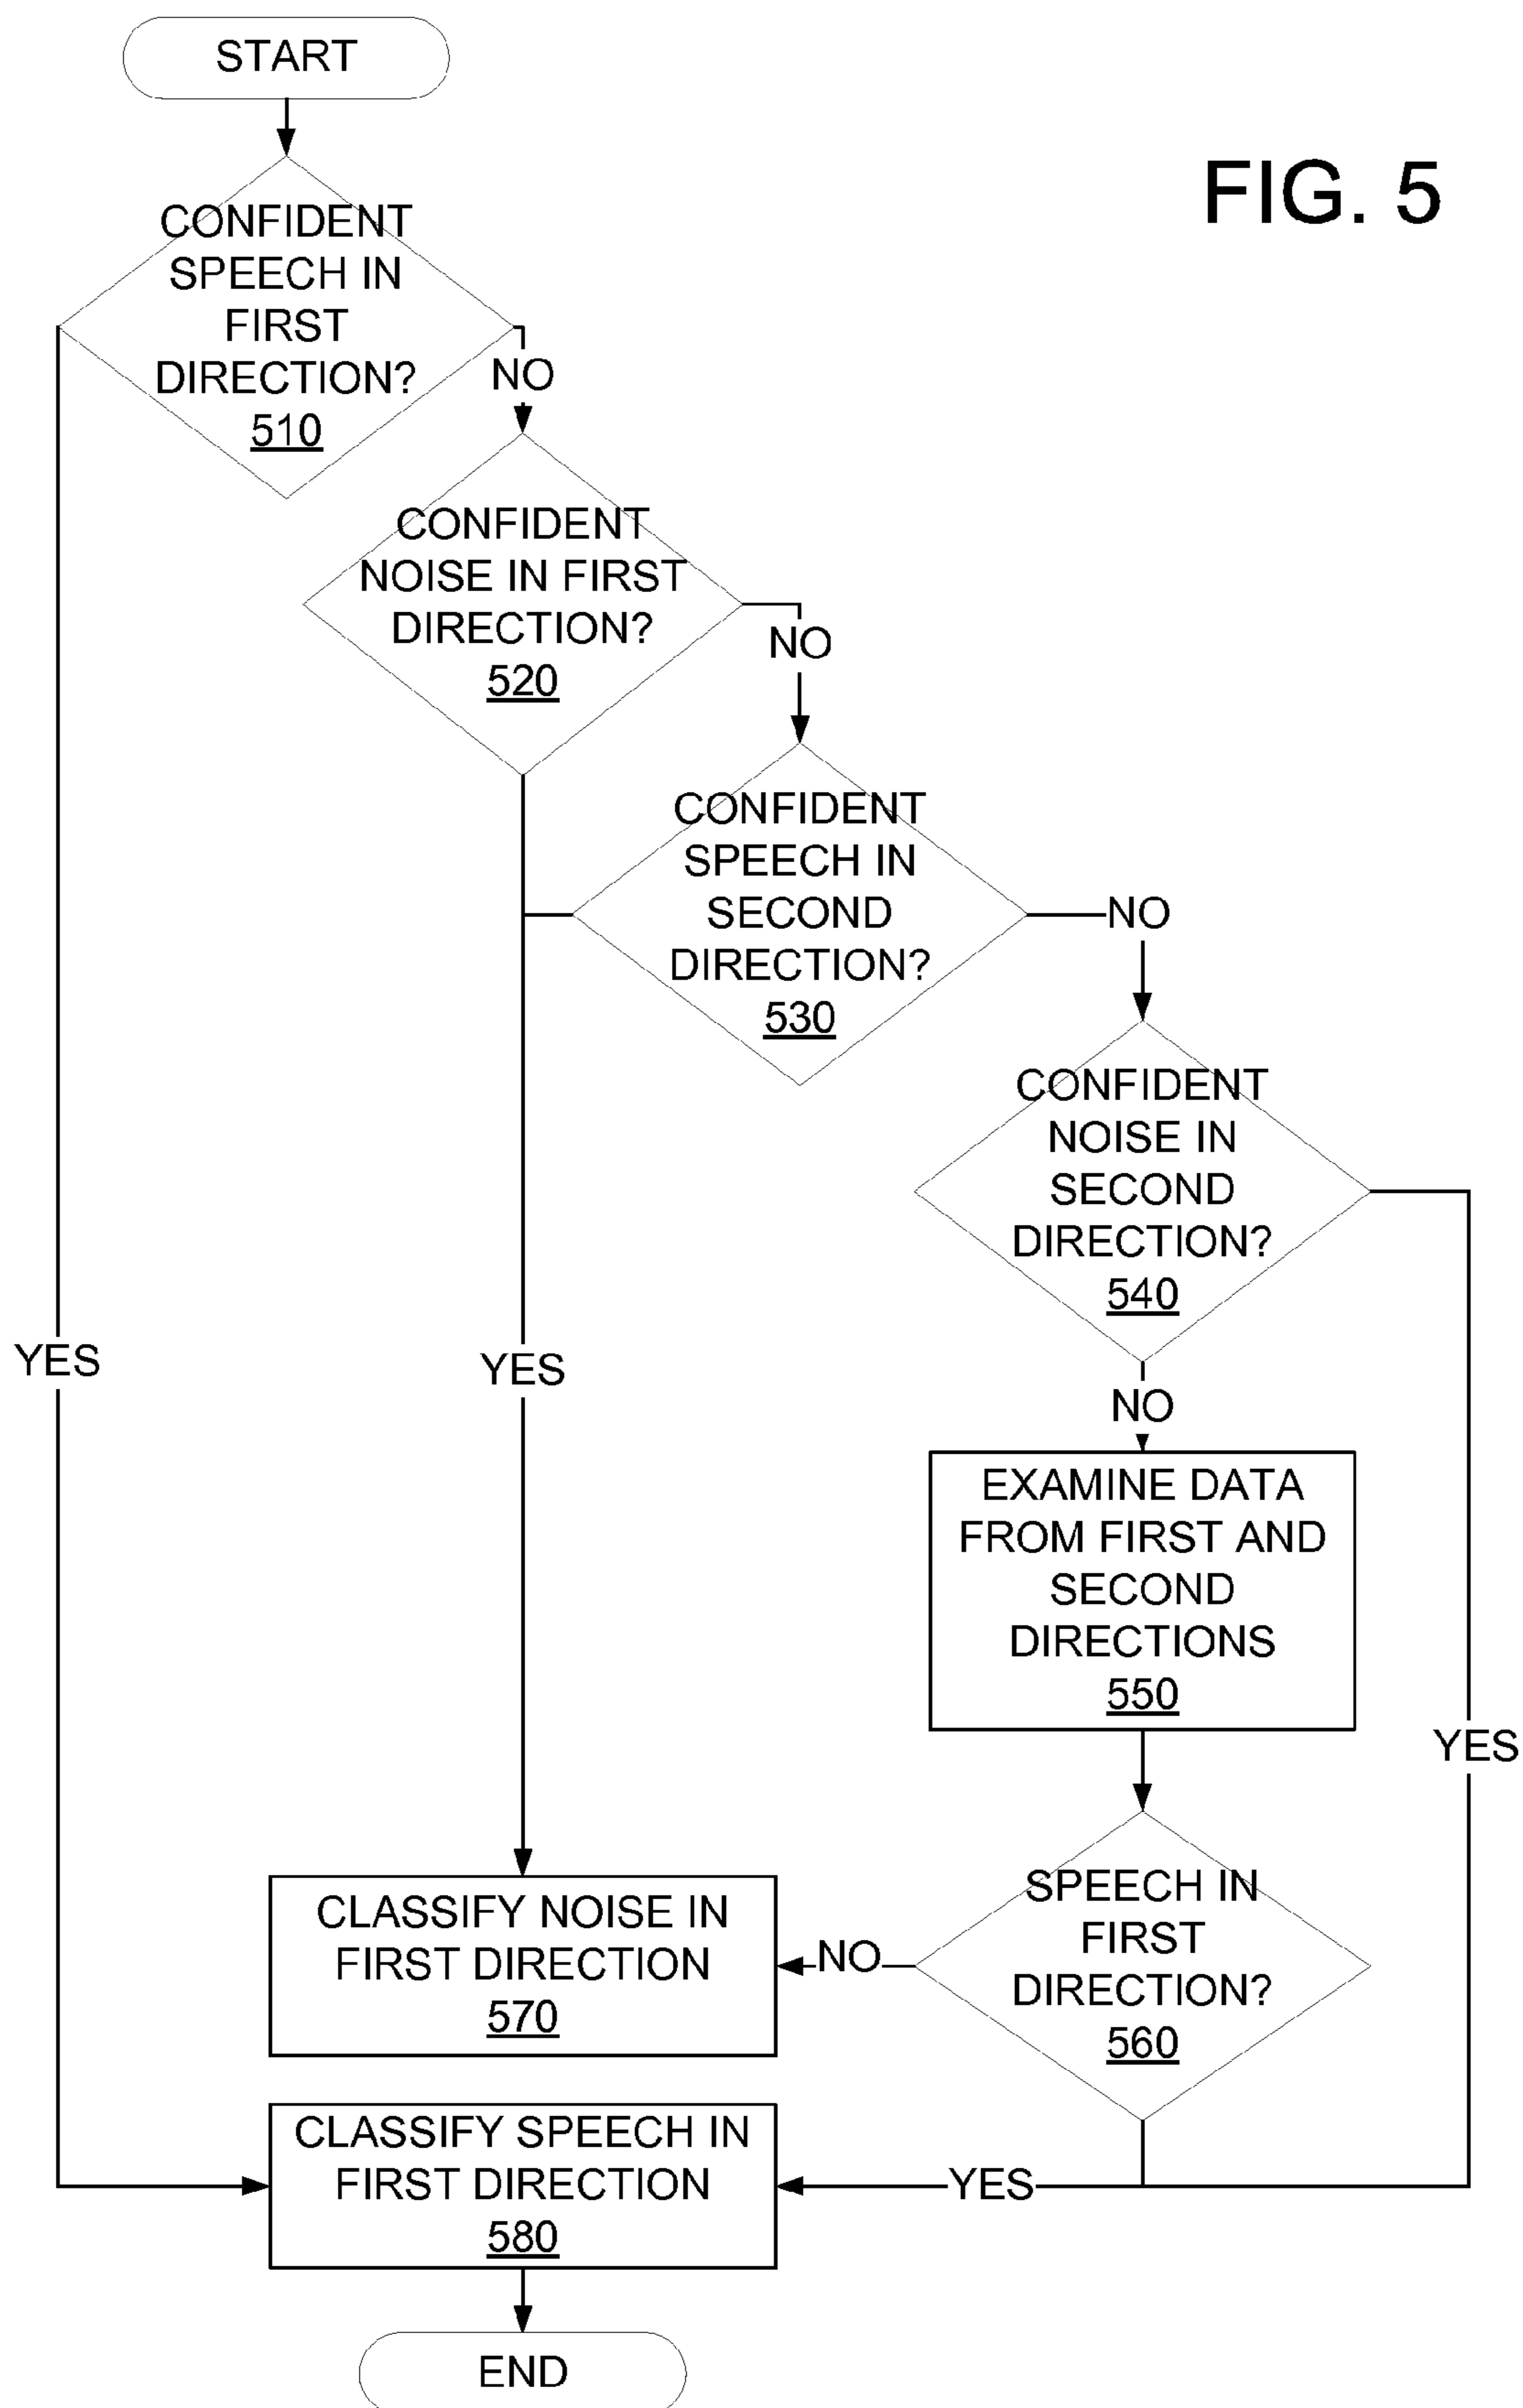 START
FIG. 5
CONFIDENT
SPEECH IN
FIRST
DIRECTION?
510
NO
CONFIDENT
NOISE IN FIRST
DIRECTION?
520
NO
CONFIDENT
SPEECH IN
SECOND
DIRECTION?
530
NO
CONFIDENT
NOISE IN
SECOND
DIRECTION?
540
YES
YES
NO
EXAMINE DATA
FROM FIRST AND
SECOND
DIRECTIONS
550
YES
SPEECH IN
FIRST
DIRECTION?
560
NO
CLASSIFY NOISE IN
FIRST DIRECTION
570
CLASSIFY SPEECH IN
FIRST DIRECTION
580
YES
END